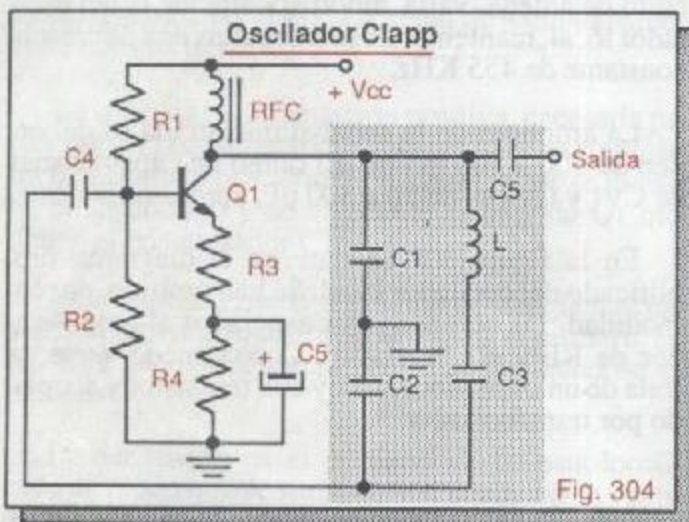 Oscilador Clapp
+ Vcc
R1
RFC
C4
Q1
Salida
C5
C1
L
R3
R2
C5
+
R4
C2
C3
Fig. 304